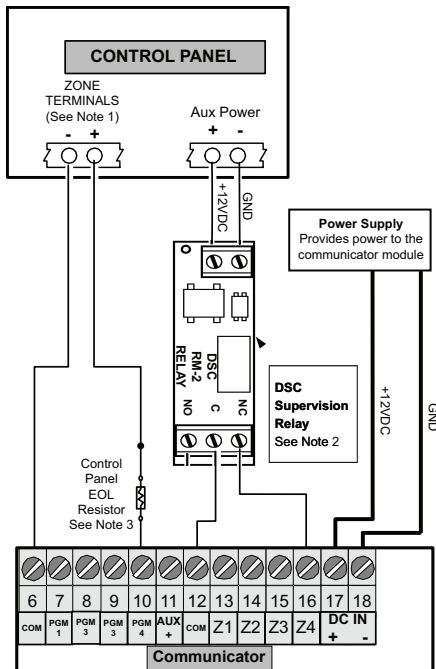 CONTROL PANEL
ZONE
TERMINALS
(See Note 1)
- +
Aux Power
+ -
+12VDC
GND
Power Supply
Provides power to the
communicator module
DSC
RM-2
RELAY
NO C NC
DSC
Supervision
Relay
See Note 2
+12VDC
GND
Control
Panel
EOL
Resistor
See Note 3
6 7 8 9 10 11 12 13 14 15 16 17 18
COM PGM 1 PGM 3 PGM 3 PGM 4 AUX + COM Z1 Z2 Z3 Z4 DC IN + -
Communicator